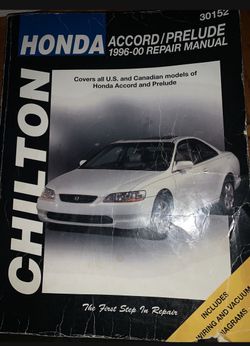 30152
HONDA ACCORD/PRELUDE
1996-00 REPAIR MANUAL
Covers all U.S. and Canadian models of
Honda Accord and Prelude
CHILTON
The First Step In Repair
INCLUDES
WIRING AND VACUUM
DIAGRAMS